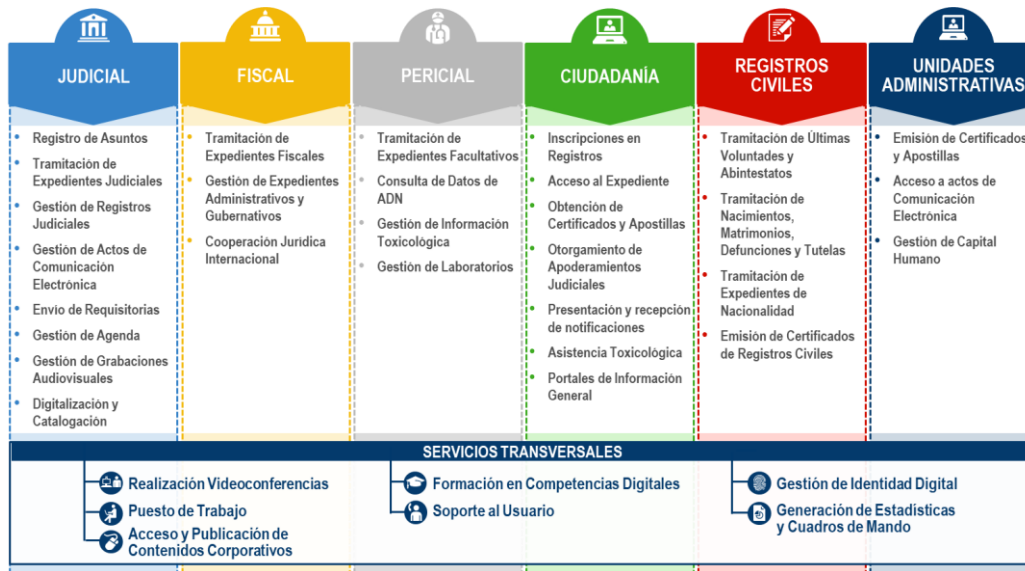 JUDICIAL
Registro de Asuntos
Tramitación de
Expedientes Judiciales
Gestión de Registros
Judiciales
Gestión de Actos de
Comunicación
Electrónica
Envío de Requisitorias
Gestión de Agenda
Gestión de Grabaciones
Audiovisuales
Digitalización y
Catalogación
FISCAL
Tramitación de
Expedientes Fiscales
Gestión de Expedientes
Administrativos y
Gubernativos
Cooperación Jurídica
Internacional
PERICIAL
Tramitación de
Expedientes Facultativos
Consulta de Datos de
ADN
Gestión de Información
Toxicológica
Gestión de Laboratorios
CIUDADANÍA
Inscripciones en
Registros
Acceso al Expediente
Obtención de
Certificados y Apostillas
Otorgamiento de
Apoderamientos
Judiciales
Presentación y recepción
de notificaciones
Asistencia Toxicológica
Portales de Información
General
REGISTROS
CIVILES
Tramitación de Últimas
Voluntades y
Abintestatos
Tramitación de
Nacimientos,
Matrimonios,
Defunciones y Tutelas
Tramitación de
Expedientes de
Nacionalidad
Emisión de Certificados
de Registros Civiles
UNIDADES
ADMINISTRATIVAS
Emisión de Certificados
y Apostillas
Acceso a actos de
Comunicación
Electrónica
Gestión de Capital
Humano
SERVICIOS TRANSVERSALES
Realización Videoconferencias
Puesto de Trabajo
Acceso y Publicación de
Contenidos Corporativos
Formación en Competencias Digitales
Soporte al Usuario
Gestión de Identidad Digital
Generación de Estadísticas
y Cuadros de Mando